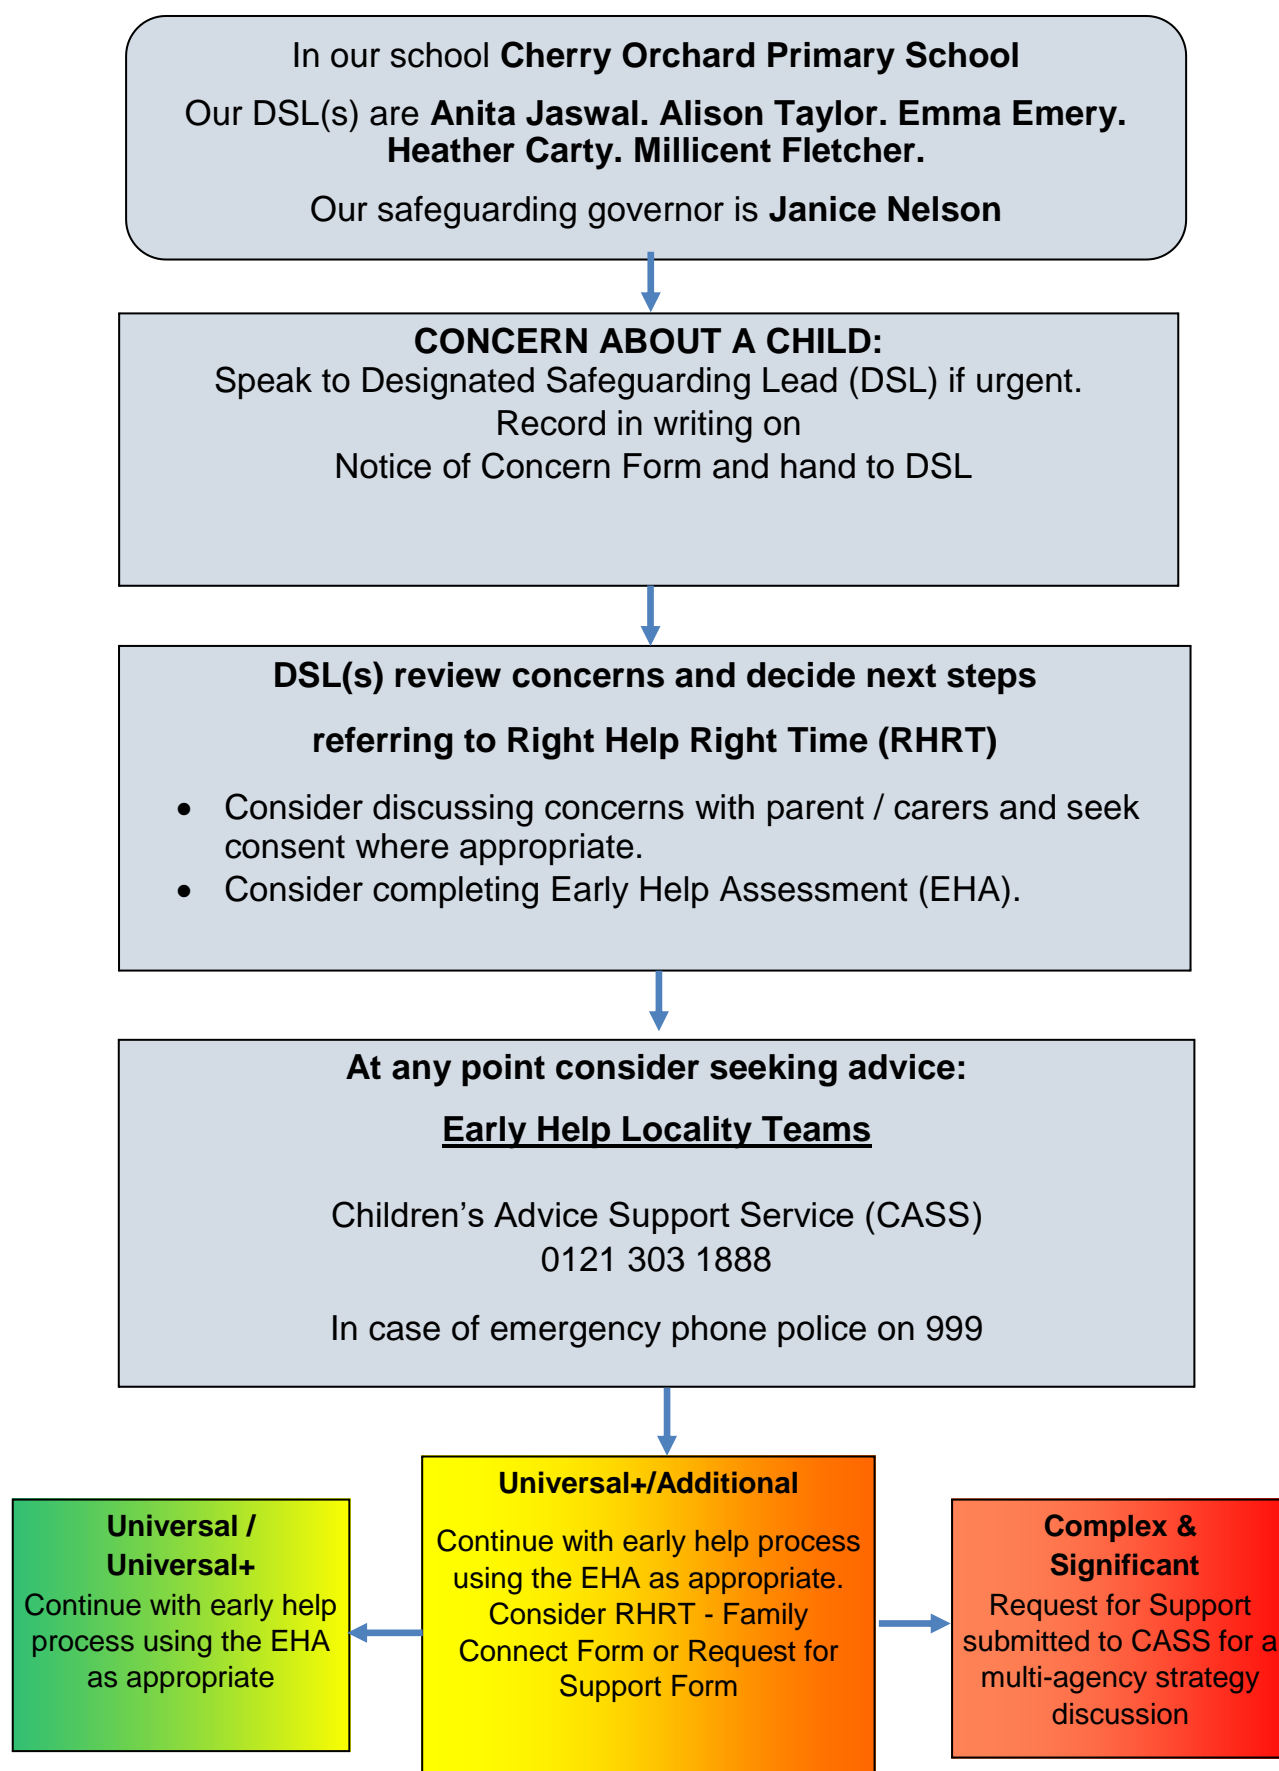 In our school Cherry Orchard Primary School
Our DSL(s) are Anita Jaswal. Alison Taylor. Emma Emery.
Heather Carty. Millicent Fletcher.
Our safeguarding governor is Janice Nelson
CONCERN ABOUT A CHILD:
Speak to Designated Safeguarding Lead (DSL) if urgent.
Record in writing on
Notice of Concern Form and hand to DSL
DSL(s) review concerns and decide next steps
referring to Right Help Right Time (RHRT)
• Consider discussing concerns with parent / carers and seek
consent where appropriate.
• Consider completing Early Help Assessment (EHA).
At any point consider seeking advice:
Early Help Locality Teams
Children’s Advice Support Service (CASS)
0121 303 1888
In case of emergency phone police on 999
Universal /
Universal+
Continue with early help
process using the EHA
as appropriate
Universal+/Additional
Continue with early help process
using the EHA as appropriate.
Consider RHRT - Family
Connect Form or Request for
Support Form
Complex &
Significant
Request for Support
submitted to CASS for a
multi-agency strategy
discussion